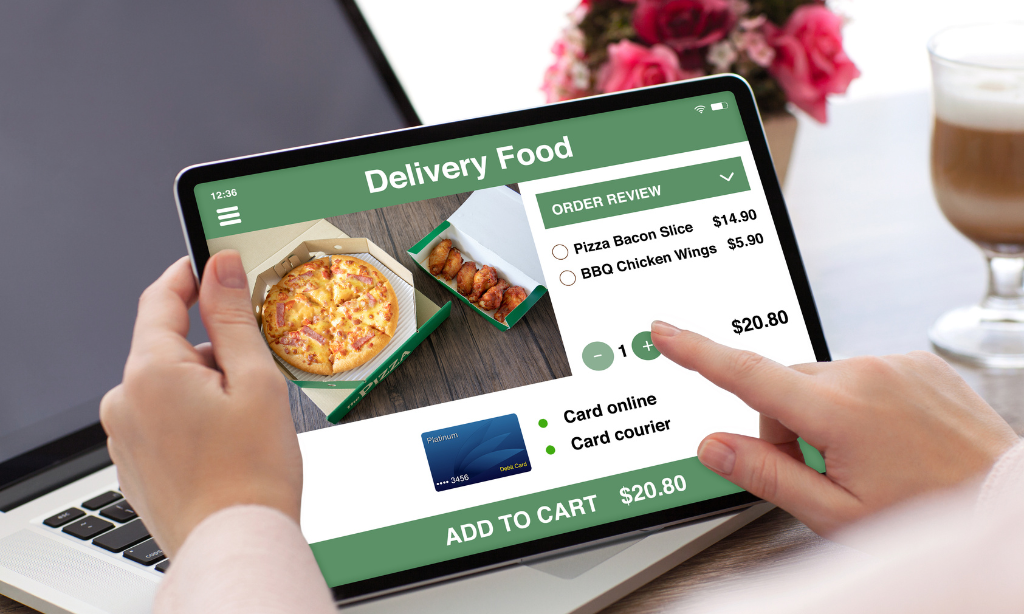 12:36
Delivery Food
ORDER REVIEW
Pizza Bacon Slice $14.90
BBQ Chicken Wings $5.90
1
$20.80
the PIZZA
Platinum
•••• 3456
Debit Card
Card online
Card courier
ADD TO CART $20.80